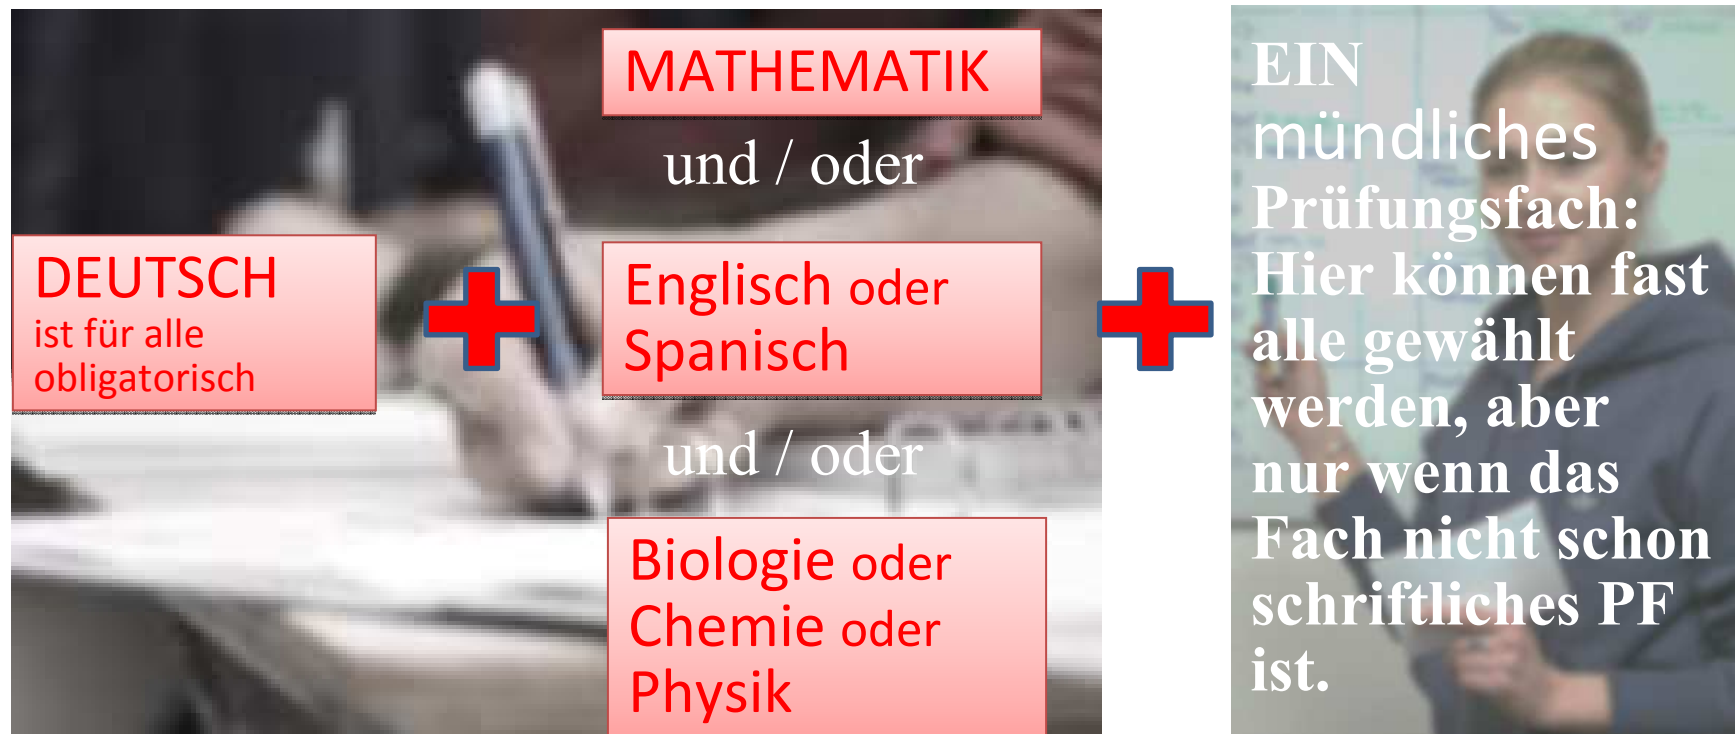 DEUTSCH
ist für alle
obligatorisch
MATHEMATIK
und / oder
Englisch oder
Spanisch
und / oder
Biologie oder
Chemie oder
Physik
EIN
mündliches
Prüfungsfach:
Hier können fast
alle gewählt
werden, aber
nur wenn das
Fach nicht schon
schriftliches PF
ist.